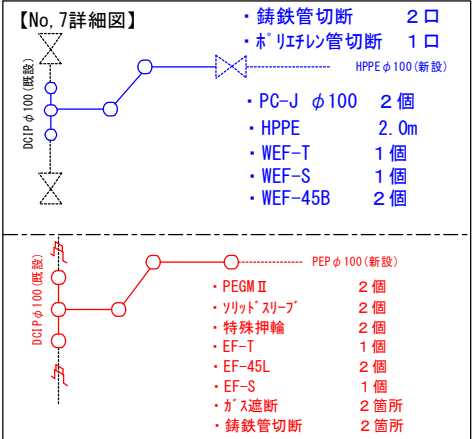 【No,7詳細図】
・鋳鉄管切断 2口
・ポリエチレン管切断 1口
DCIPφ100(既設)
HPPEφ100(新設)
・PC-J φ100 2個
・HPPE 2.0m
・WEF-T 1個
・WEF-S 1個
・WEF-45B 2個
DCIPφ100(既設)
PEPφ100(新設)
・PEGMⅡ 2個
・ソリッドスリーブ 2個
・特殊押輪 2個
・EF-T 1個
・EF-45L 2個
・EF-S 1個
・ガス遮断 2箇所
・鋳鉄管切断 2箇所